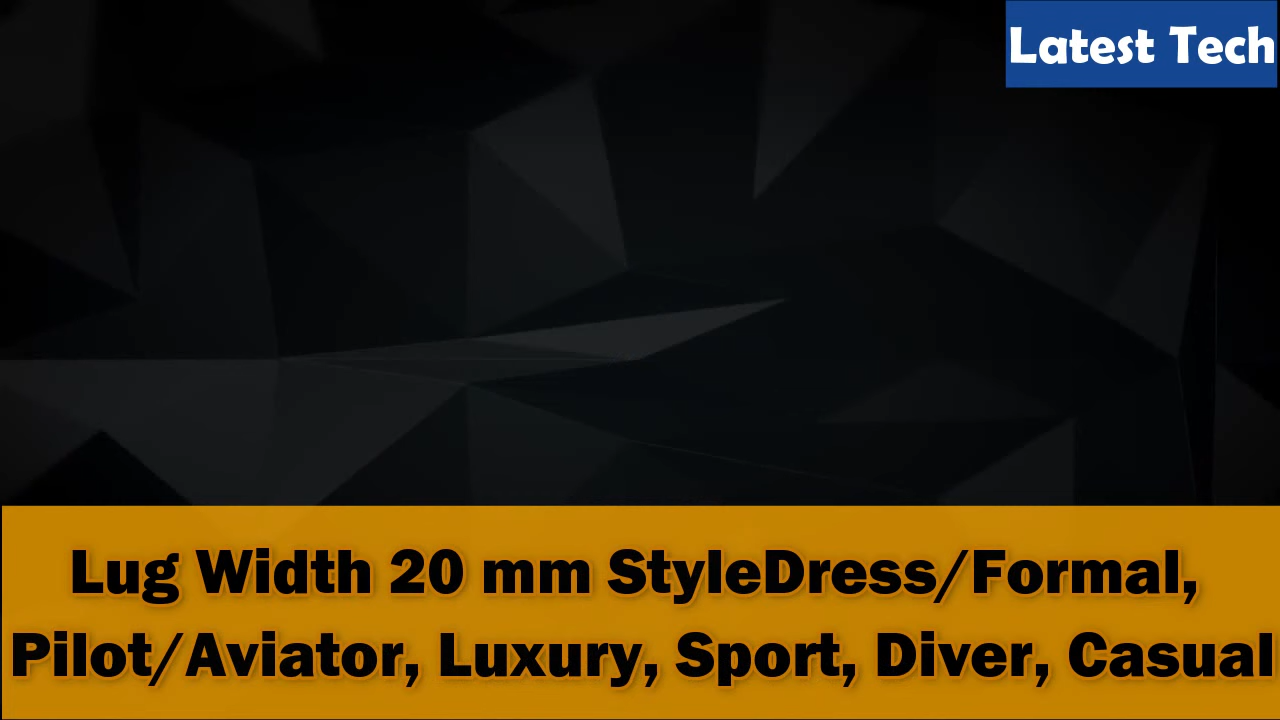 Latest Tech
Lug Width 20 mm StyleDress/Formal,
Pilot/Aviator, Luxury, Sport, Diver, Casual